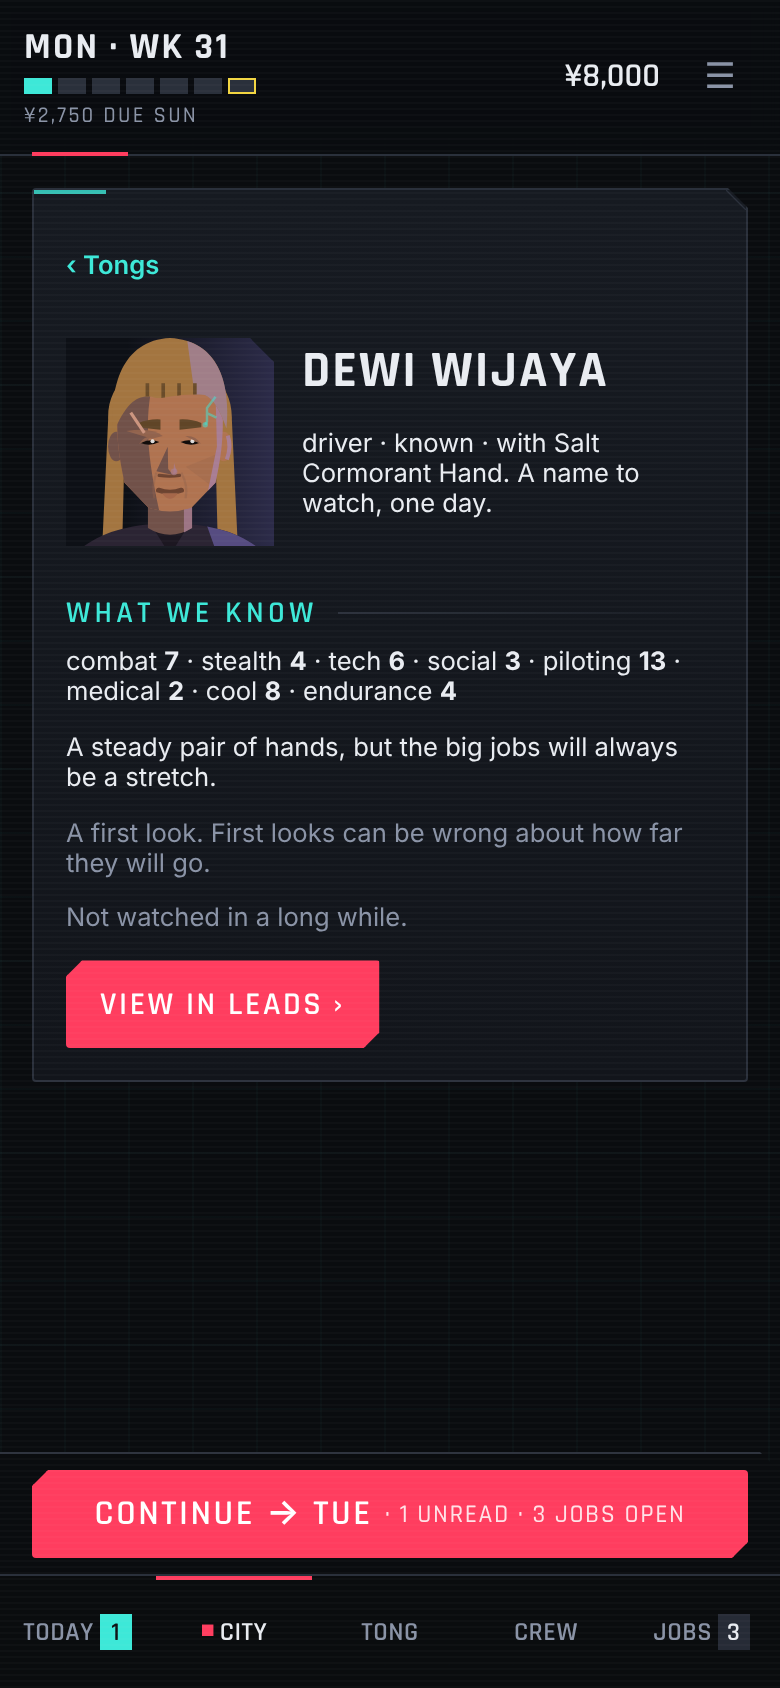 MON · WK 31
¥2,750 DUE SUN
¥8,000
☰
‹ Tongs
DEWI WIJAYA
driver · known · with Salt
Cormorant Hand. A name to
watch, one day.
WHAT WE KNOW
combat 7 · stealth 4 · tech 6 · social 3 · piloting 13 ·
medical 2 · cool 8 · endurance 4
A steady pair of hands, but the big jobs will always
be a stretch.
A first look. First looks can be wrong about how far
they will go.
Not watched in a long while.
VIEW IN LEADS ›
CONTINUE → TUE · 1 UNREAD · 3 JOBS OPEN
TODAY 1 CITY TONG CREW JOBS 3